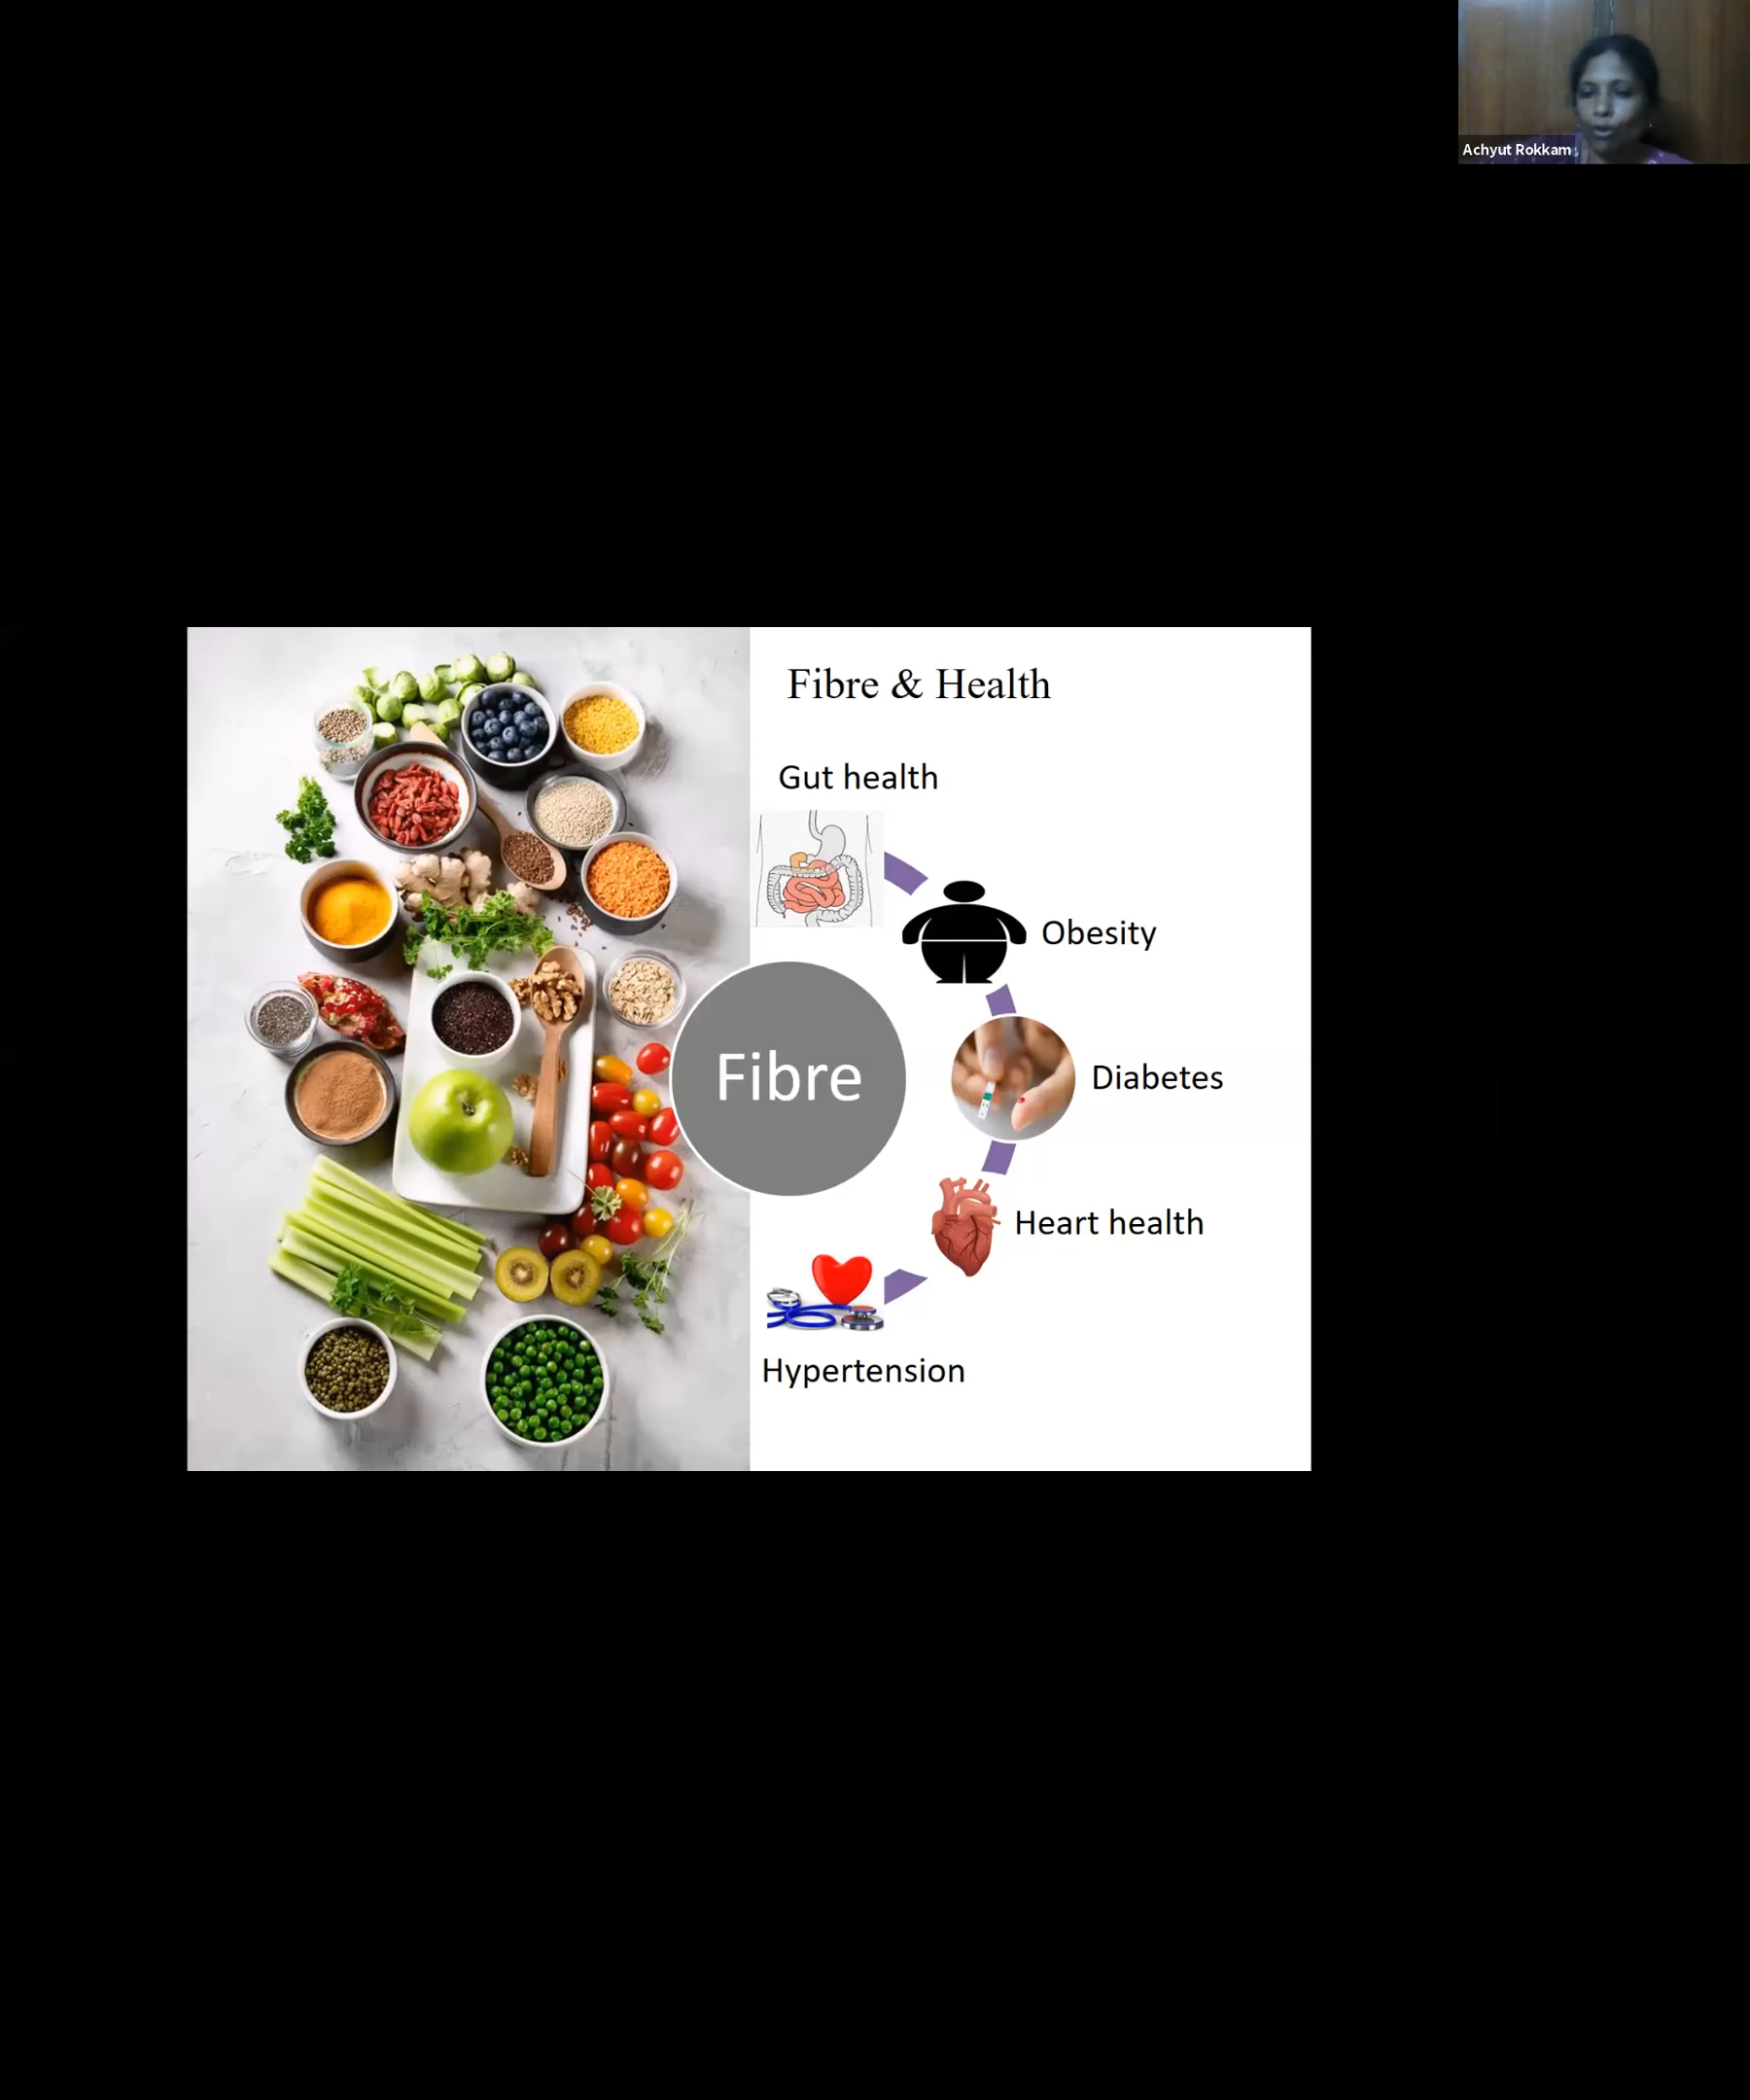 Achyut Rokkam
Fibre & Health
Gut health
Obesity
Fibre
Diabetes
Heart health
Hypertension